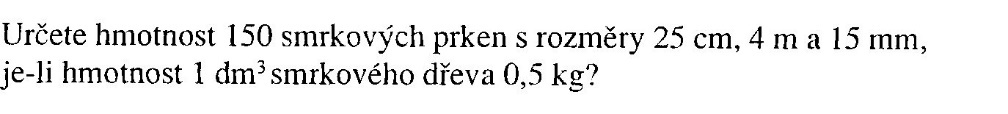 Určete hmotnost 150 smrkových prken s rozměry 25 cm, 4 m a 15 mm,
je-li hmotnost 1 dm³ smrkového dřeva 0,5 kg?